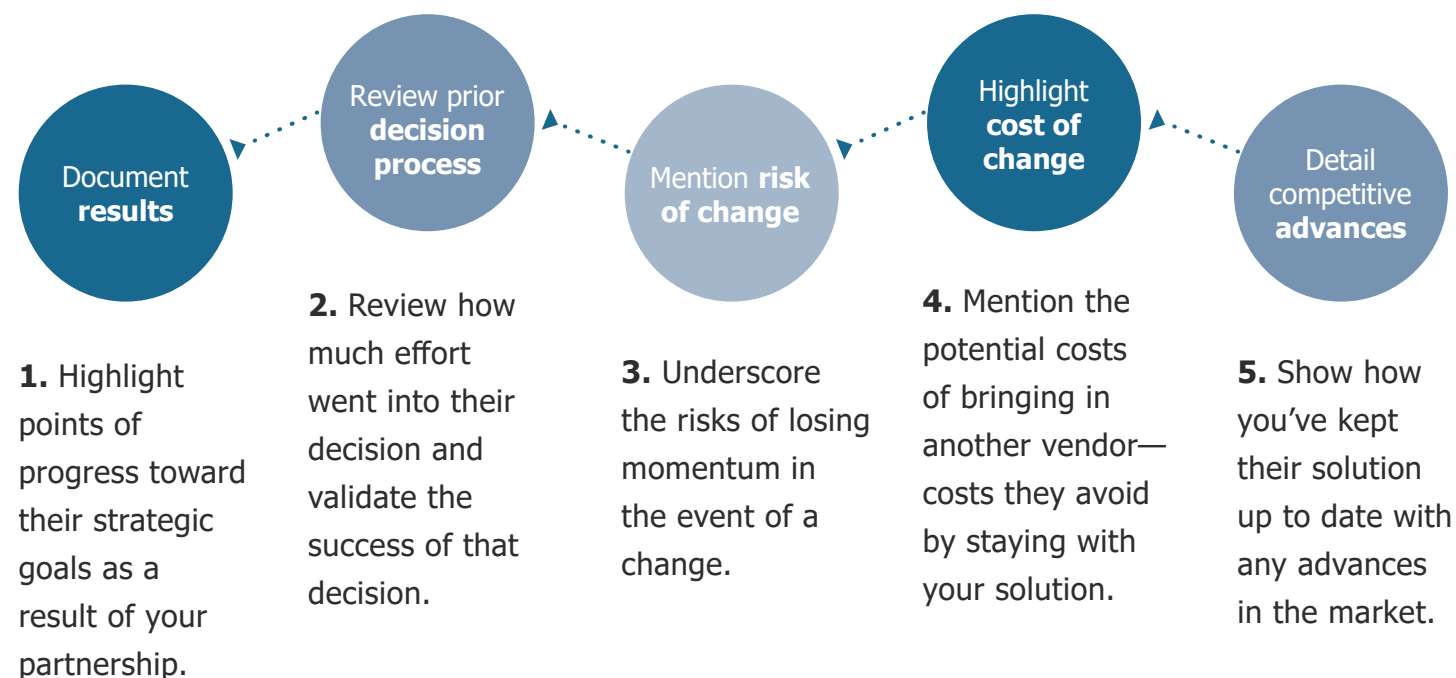 Document
results
Review prior
decision
process
Mention risk
of change
Highlight
cost of
change
Detail
competitive
advances
1. Highlight
points of
progress toward
their strategic
goals as a
result of your
partnership.
2. Review how
much effort
went into their
decision and
validate the
success of that
decision.
3. Underscore
the risks of losing
momentum in
the event of a
change.
4. Mention the
potential costs
of bringing in
another vendor—
costs they avoid
by staying with
your solution.
5. Show how
you’ve kept
their solution
up to date with
any advances
in the market.